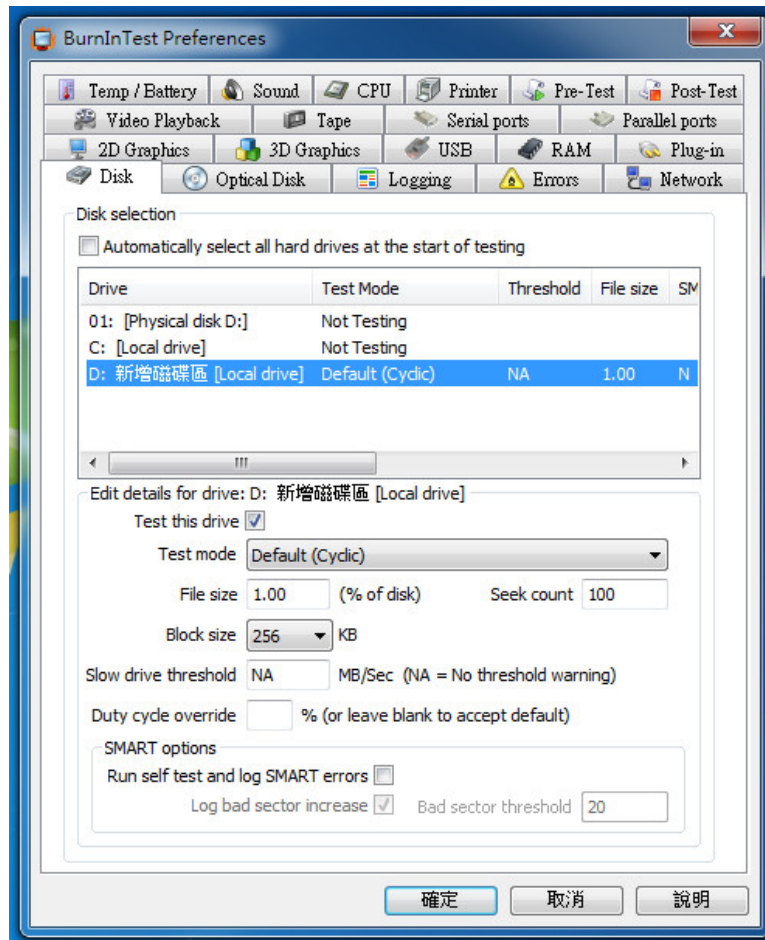 BurnInTest Preferences
Temp / Battery Sound CPU Printer Pre-Test Post-Test
Video Playback Tape Serial ports Parallel ports
2D Graphics 3D Graphics USB RAM Plug-in
Disk Optical Disk Logging Errors Network
Disk selection
Automatically select all hard drives at the start of testing
Drive Test Mode Threshold File size SM
01: [Physical disk D:] Not Testing
C: [Local drive] Not Testing
D: 新增磁碟區 [Local drive] Default (Cyclic) NA 1.00 N
Edit details for drive: D: 新增磁碟區 [Local drive]
Test this drive
Test mode Default (Cyclic)
File size 1.00 (% of disk) Seek count 100
Block size 256 KB
Slow drive threshold NA MB/Sec (NA = No threshold warning)
Duty cycle override % (or leave blank to accept default)
SMART options
Run self test and log SMART errors
Log bad sector increase Bad sector threshold 20
確定 取消 說明